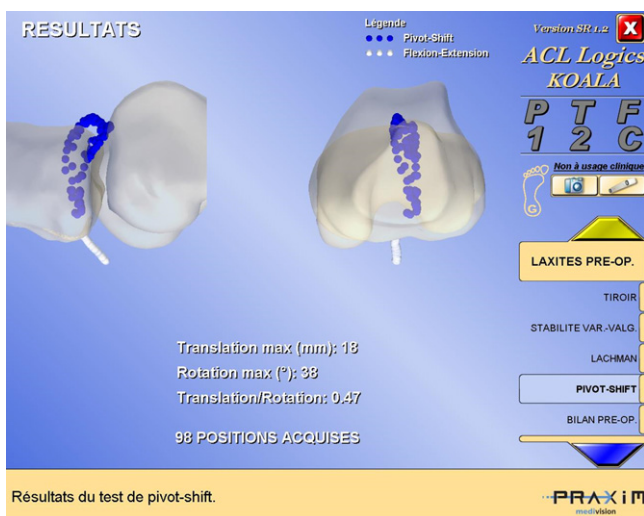 RESULTATS
Légende
Pivot-Shift
Flexion-Extension
Version SR 1.2
X
ACL Logics
KOALA
P T F
1 2 C
Non à usage clinique
G
LAXITES PRE-OP.
TIROIR
STABILITE VAR.-VALG.
LACHMAN
PIVOT-SHIFT
BILAN PRE-OP.
Translation max (mm): 18
Rotation max (°): 38
Translation/Rotation: 0.47
98 POSITIONS ACQUISES
Résultats du test de pivot-shift.
PRAXiM
medivision